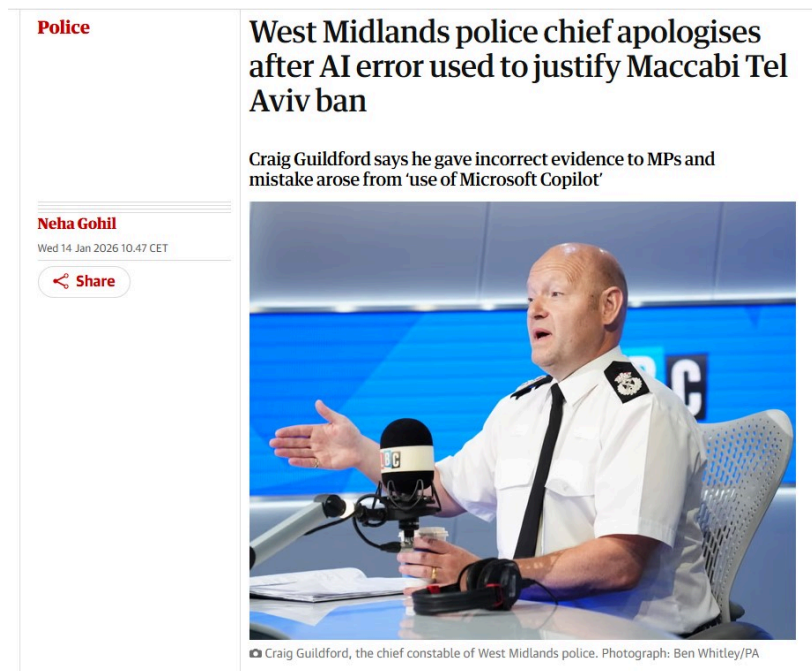 Police
West Midlands police chief apologises
after AI error used to justify Maccabi Tel
Aviv ban
Craig Guildford says he gave incorrect evidence to MPs and
mistake arose from ‘use of Microsoft Copilot’
Neha Gohil
Wed 14 Jan 2026 10.47 CET
Share
BC
BC
Craig Guildford, the chief constable of West Midlands police. Photograph: Ben Whitley/PA